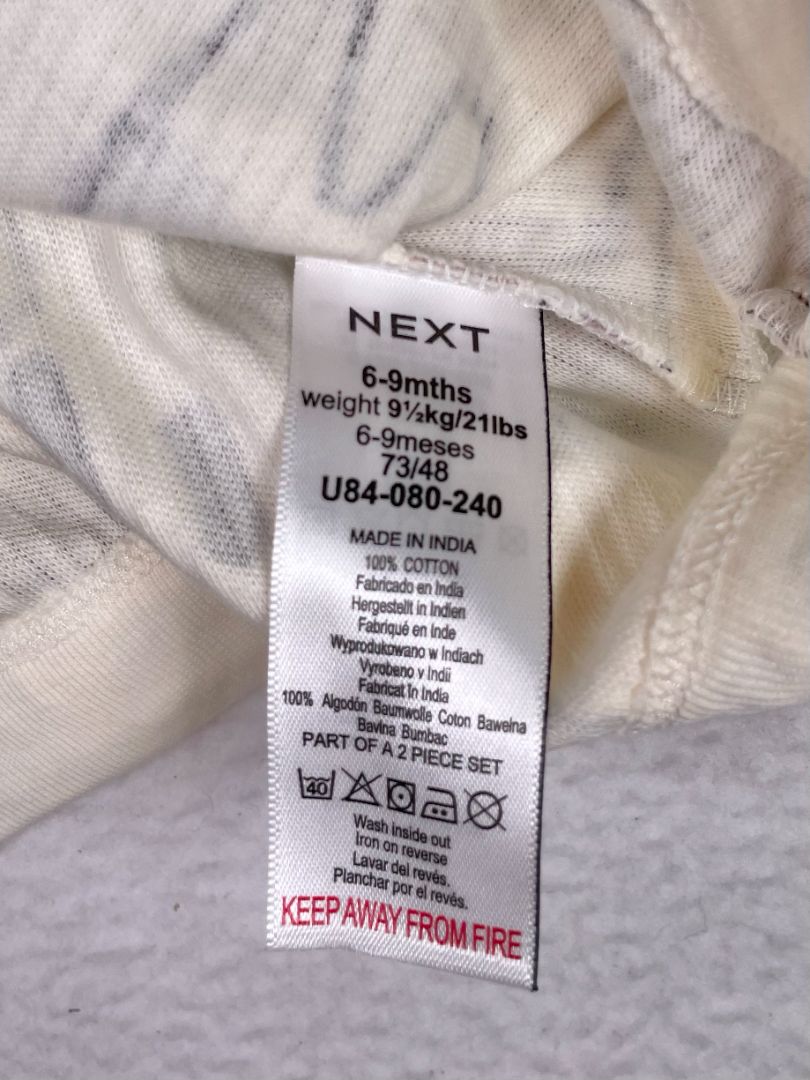 NEXT
6-9mths
weight 9½kg/21lbs
6-9meses
73/48
U84-080-240
MADE IN INDIA
100% COTTON
Fabricado en India
Hergestellt in Indien
Fabriqué en Inde
Wyprodukowano w Indiach
Vyrobeno v Indii
Fabricat în India
100% Algodón Baumwolle Coton Bawełna
Bavlna Bumbac
PART OF A 2 PIECE SET
40
Wash inside out
Iron on reverse
Lavar del revés.
Planchar por el revés.
KEEP AWAY FROM FIRE